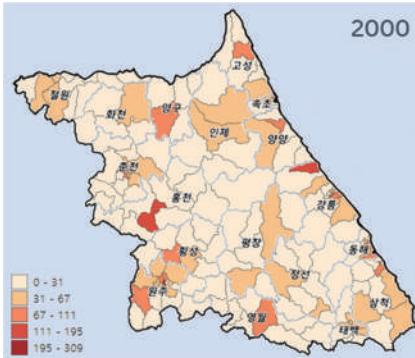 2000
고성
철원
속초
화천
양구
인제
양양
춘천
강릉
홍천
동해
평창
횡성
정선
원주
삼척
영월
태백
0 - 31
31 - 67
67 - 111
111 - 195
195 - 309